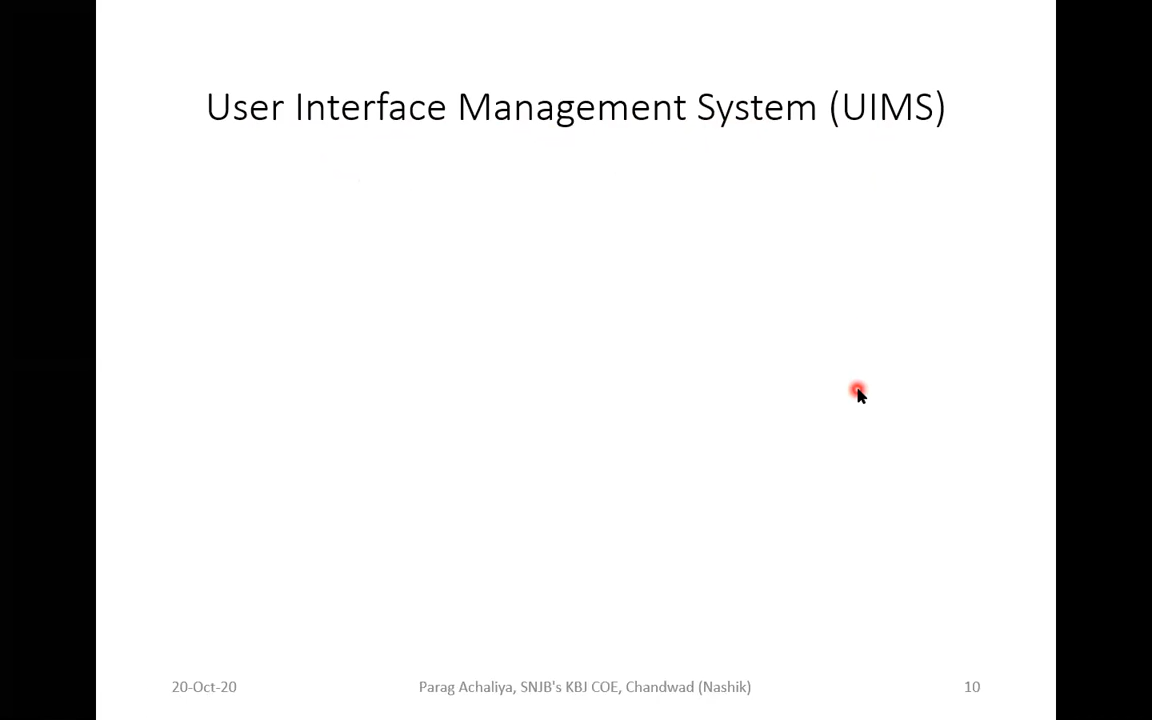 User Interface Management System (UIMS)
20-Oct-20 Parag Achaliya, SNJB's KBJ COE, Chandwad (Nashik) 10